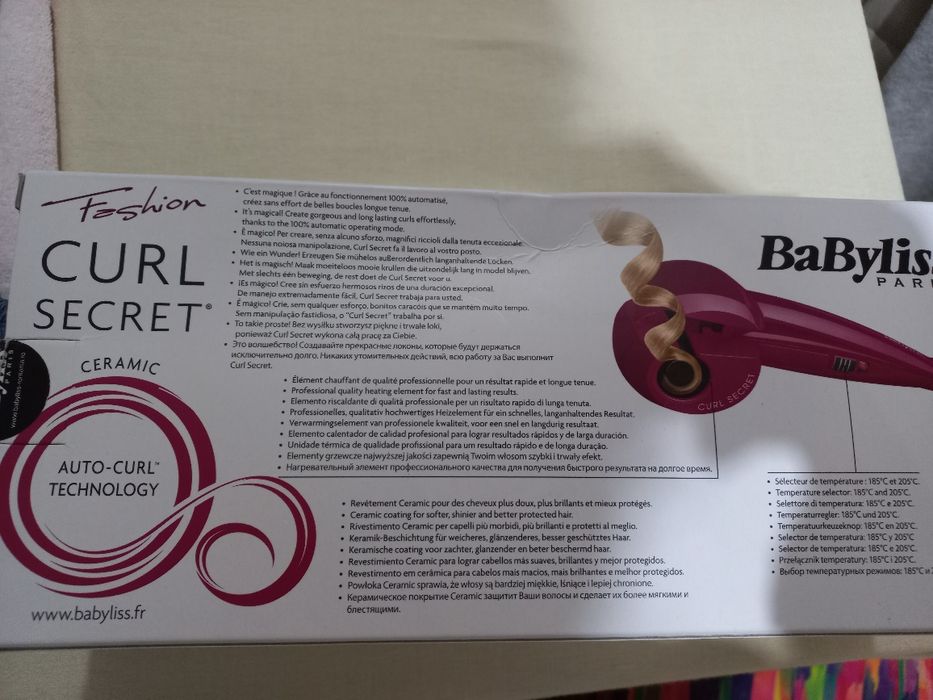 Fashion
CURL
SECRET®
CERAMIC
AUTO-CURL™
TECHNOLOGY
www.babyliss.fr
PARIS
• C'est magique ! Grâce au fonctionnement 100% automatisé,
créez sans effort de belles boucles longue tenue.
• It's magical! Create gorgeous and long lasting curls effortlessly,
thanks to the 100% automatic operating mode.
• È magico! Per creare, senza alcuno sforzo, magnifici riccioli dalla tenuta eccezionale.
Nessuna noiosa manipolazione, Curl Secret fa il lavoro al vostro posto.
• Wie ein Wunder! Erzeugen Sie mühelos außerordentlich langanhaltende Locken.
• Het is magisch! Maak moeiteloos mooie krullen die uitzondelijk lang in model blijven.
Met slechts één beweging, de rest doet de Curl Secret voor u.
• ¡Es mágico! Cree sin esfuerzo hermosos rizos de una duración excepcional.
De manejo extremadamente fácil, Curl Secret trabaja para usted.
• É mágico! Crie, sem qualquer esforço, bonitos caracóis que se mantêm muito tempo.
Sem manipulação fastidiosa, o "Curl Secret" trabalha por si.
• To takie proste! Bez wysiłku stworzysz piękne i trwałe loki,
ponieważ Curl Secret wykona całą pracę za Ciebie.
• Это волшебство! Создавайте прекрасные локоны, которые будут держаться
исключительно долго. Никаких утомительных действий, всю работу за Вас выполнит
Curl Secret.
• Élément chauffant de qualité professionnelle pour un résultat rapide et longue tenue.
• Professional quality heating element for fast and lasting results.
• Elemento riscaldante di qualità professionale per un risultato rapido di lunga tenuta.
• Professionelles, qualitativ hochwertiges Heizelement für ein schnelles, langanhaltendes Resultat.
• Verwarmingselement van professionele kwaliteit, voor een snel en langdurig resultaat.
• Elemento calentador de calidad profesional para lograr resultados rápidos y de larga duración.
• Unidade térmica de qualidade profissional para um resultado rápido e de longa duração.
• Elementy grzewcze najwyższej jakości zapewnią Twoim włosom szybki i trwały efekt.
• Нагревательный элемент профессионального качества для получения быстрого результата на долгое время.
• Revêtement Ceramic pour des cheveux plus doux, plus brillants et mieux protégés.
• Ceramic coating for softer, shinier and better protected hair.
• Rivestimento Ceramic per capelli più morbidi, più brillanti e protetti al meglio.
• Keramik-Beschichtung für weicheres, glänzenderes, besser geschütztes Haar.
• Keramische coating voor zachter, glanzender en beter beschermd haar.
• Revestimiento Ceramic para lograr cabellos más suaves, brillantes y mejor protegidos.
• Revestimento em cerâmica para cabelos mais macios, mais brilhantes e melhor protegidos.
• Powłoka Ceramic sprawia, że włosy są bardziej miękkie, lśniące i lepiej chronione.
• Керамическое покрытие Ceramic защитит Ваши волосы и сделает их более мягкими и
блестящими.
BaByliss
PARI
CURL SECRET
• Sélecteur de température : 185°C et 205°C.
• Temperature selector: 185°C and 205°C.
• Selettore di temperatura: 185°C e 205°C.
• Temperaturregler: 185°C und 205°C.
• Temperatuurkeuzeknop: 185°C en 205°C.
• Selector de temperatura: 185°C y 205°C
• Selector de temperatura: 185°C e 205°C.
• Przełącznik temperatury: 185°C i 205°C.
• Выбор температурных режимов: 185°C и